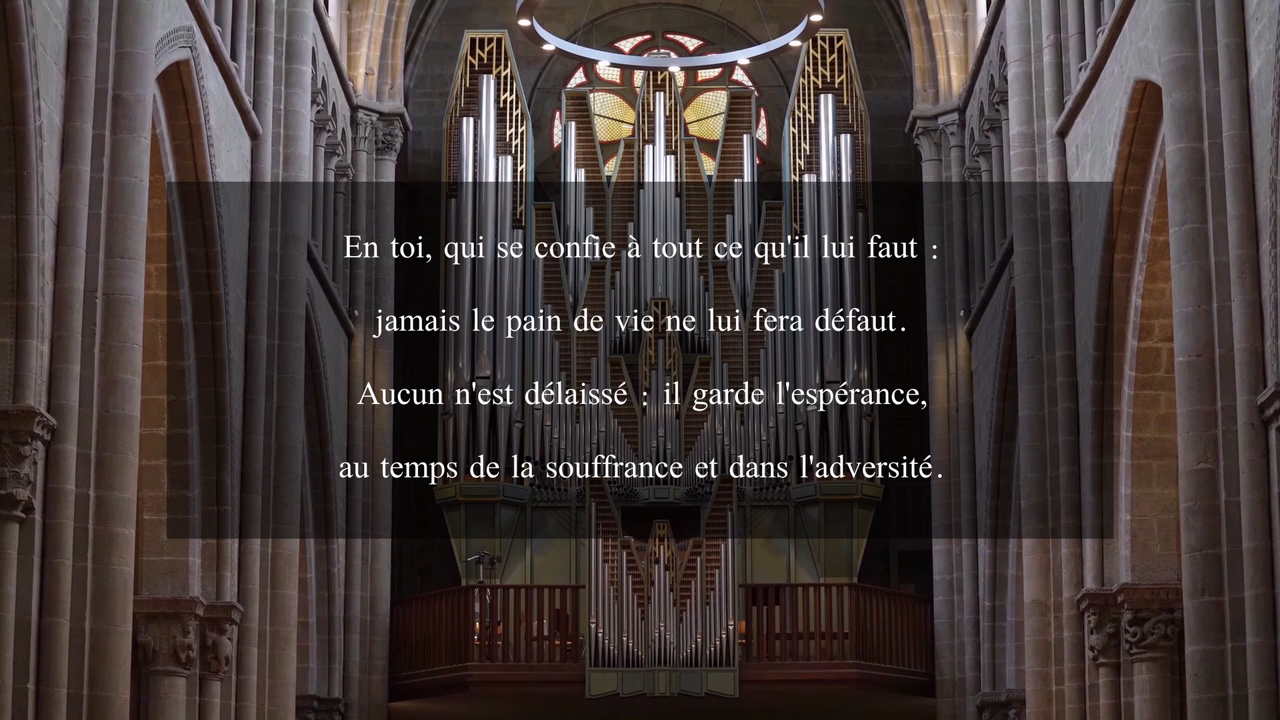 En toi, qui se confie à tout ce qu'il lui faut :
jamais le pain de vie ne lui fera défaut.
Aucun n'est délaissé : il garde l'espérance,
au temps de la souffrance et dans l'adversité.